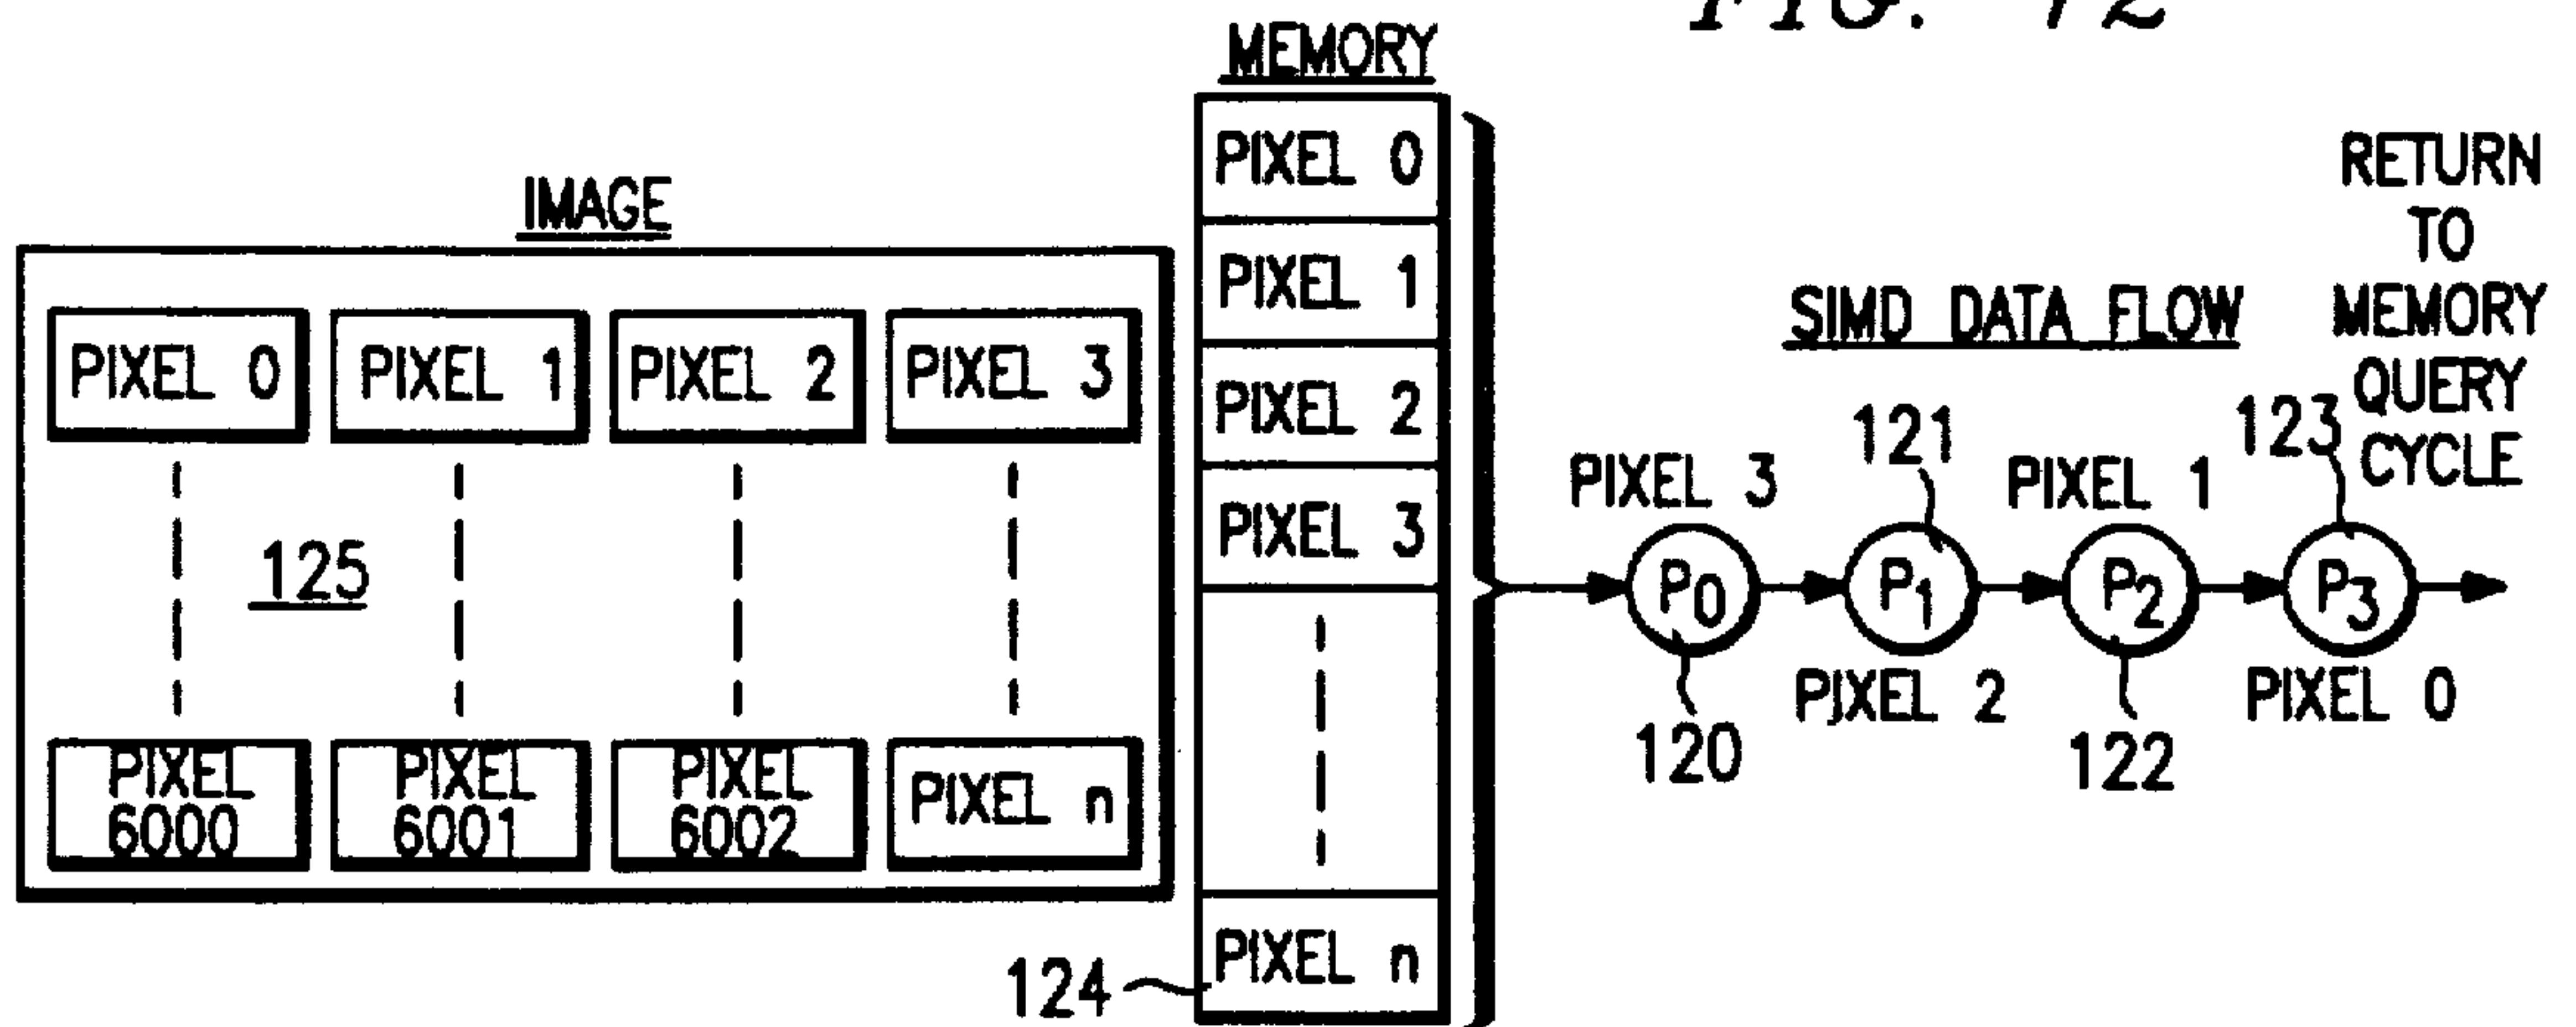 FIG. 12
MEMORY
IMAGE
PIXEL 0
PIXEL 1
PIXEL 2
PIXEL 3
125
PIXEL 6000
PIXEL 6001
PIXEL 6002
PIXEL n
PIXEL 0
PIXEL 1
PIXEL 2
PIXEL 3
PIXEL n
124
SIMD DATA FLOW
RETURN
TO
MEMORY
QUERY
CYCLE
PIXEL 3
121
PIXEL 1
123
P0
P1
P2
P3
120
PIXEL 2
122
PIXEL 0